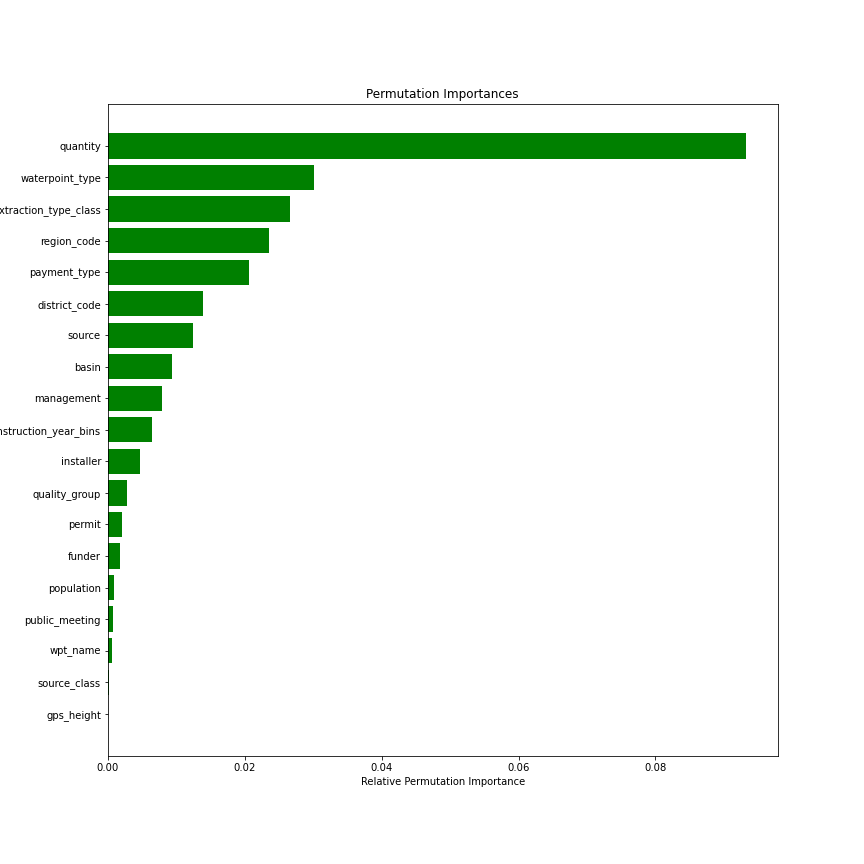 Permutation Importances
quantity
waterpoint_type
xtraction_type_class
region_code
payment_type
district_code
source
basin
management
nstruction_year_bins
installer
quality_group
permit
funder
population
public_meeting
wpt_name
source_class
gps_height
0.00 0.02 0.04 0.06 0.08
Relative Permutation Importance